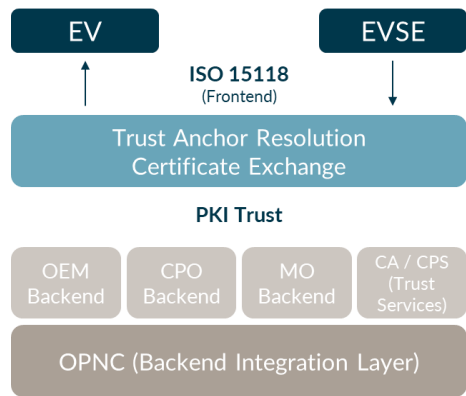 EV
EVSE
ISO 15118
(Frontend)
Trust Anchor Resolution
Certificate Exchange
PKI Trust
OEM
Backend
CPO
Backend
MO
Backend
CA / CPS
(Trust
Services)
OPNC (Backend Integration Layer)